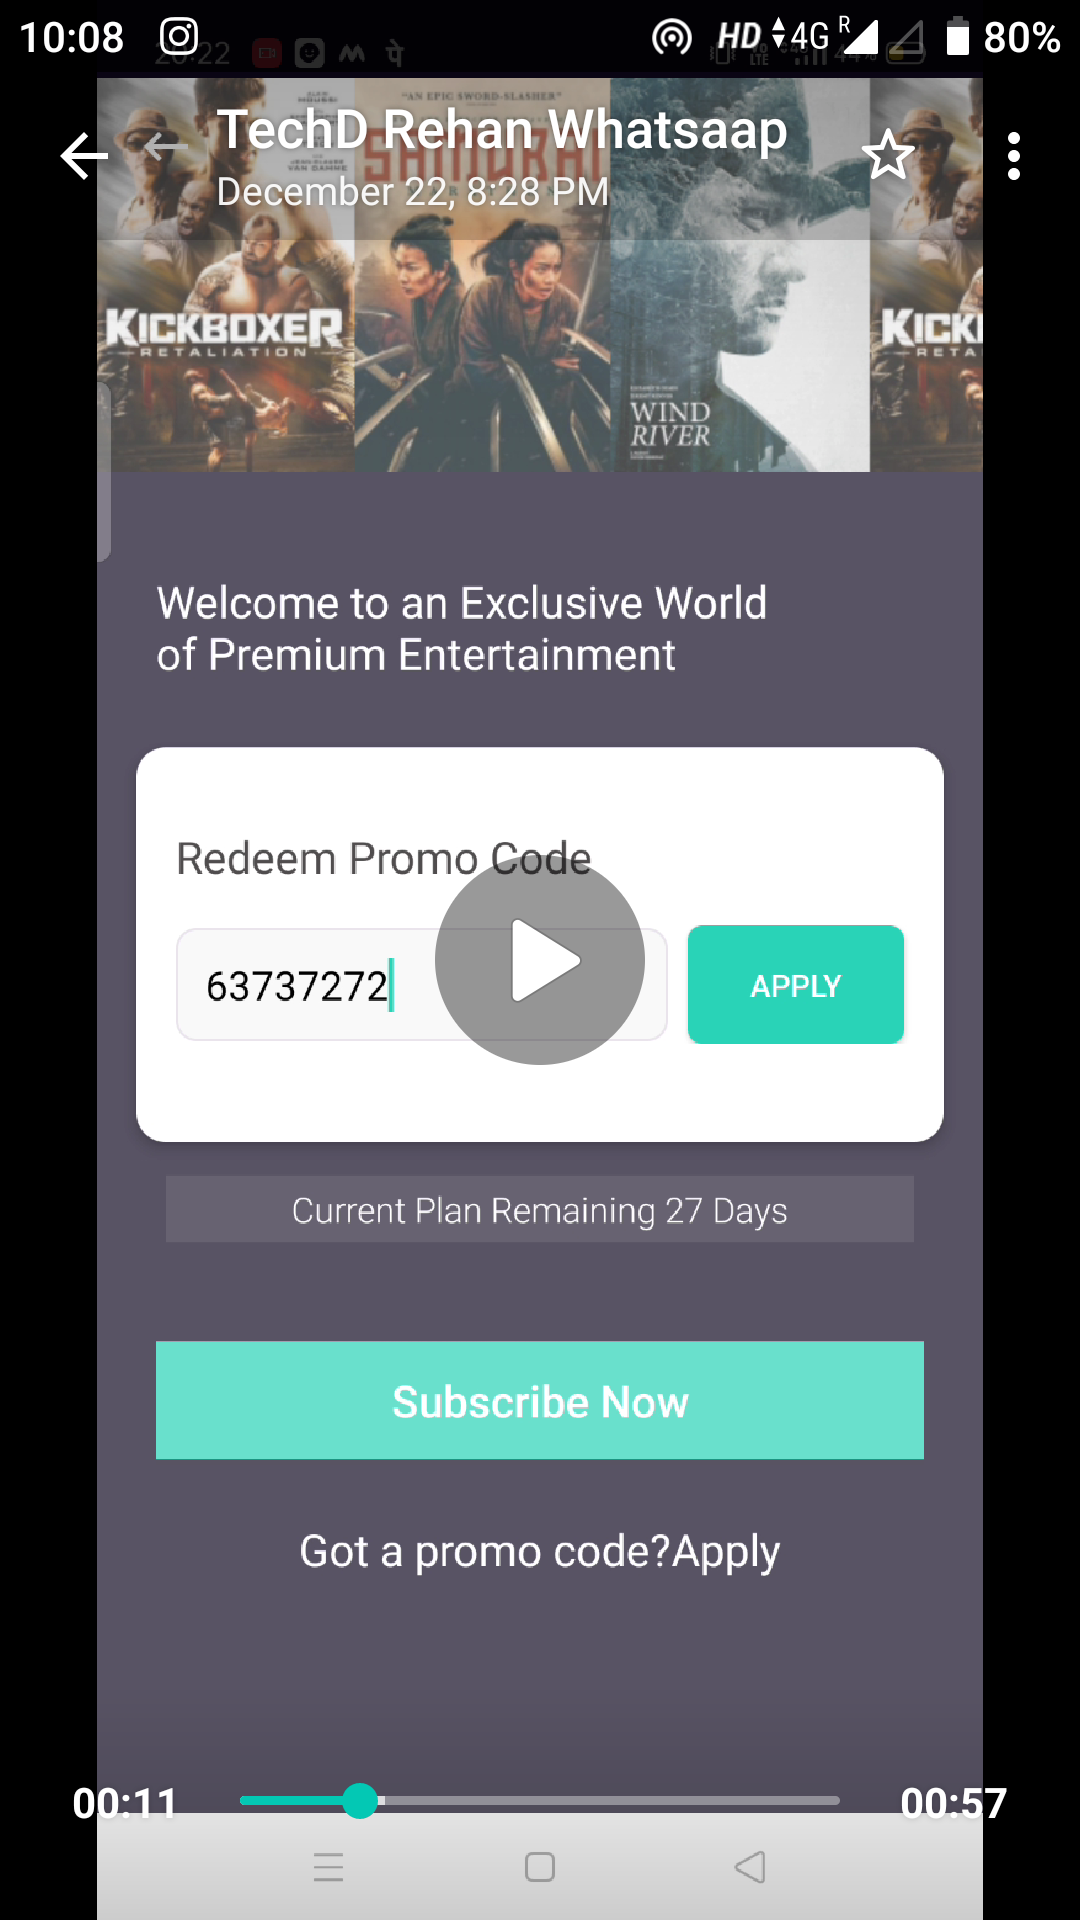 10:08
HD 4G R 80%
20:22
TechD Rehan Whatsaap
December 22, 8:28 PM
"AN EPIC SWORD-SLASHER"
VAN DAMME
SAMURAI
KICKBOXER
RETALIATION
WIND
RIVER
KICK
RETA
Welcome to an Exclusive World
of Premium Entertainment
Redeem Promo Code
63737272
APPLY
Current Plan Remaining 27 Days
Subscribe Now
Got a promo code?Apply
00:11
00:57